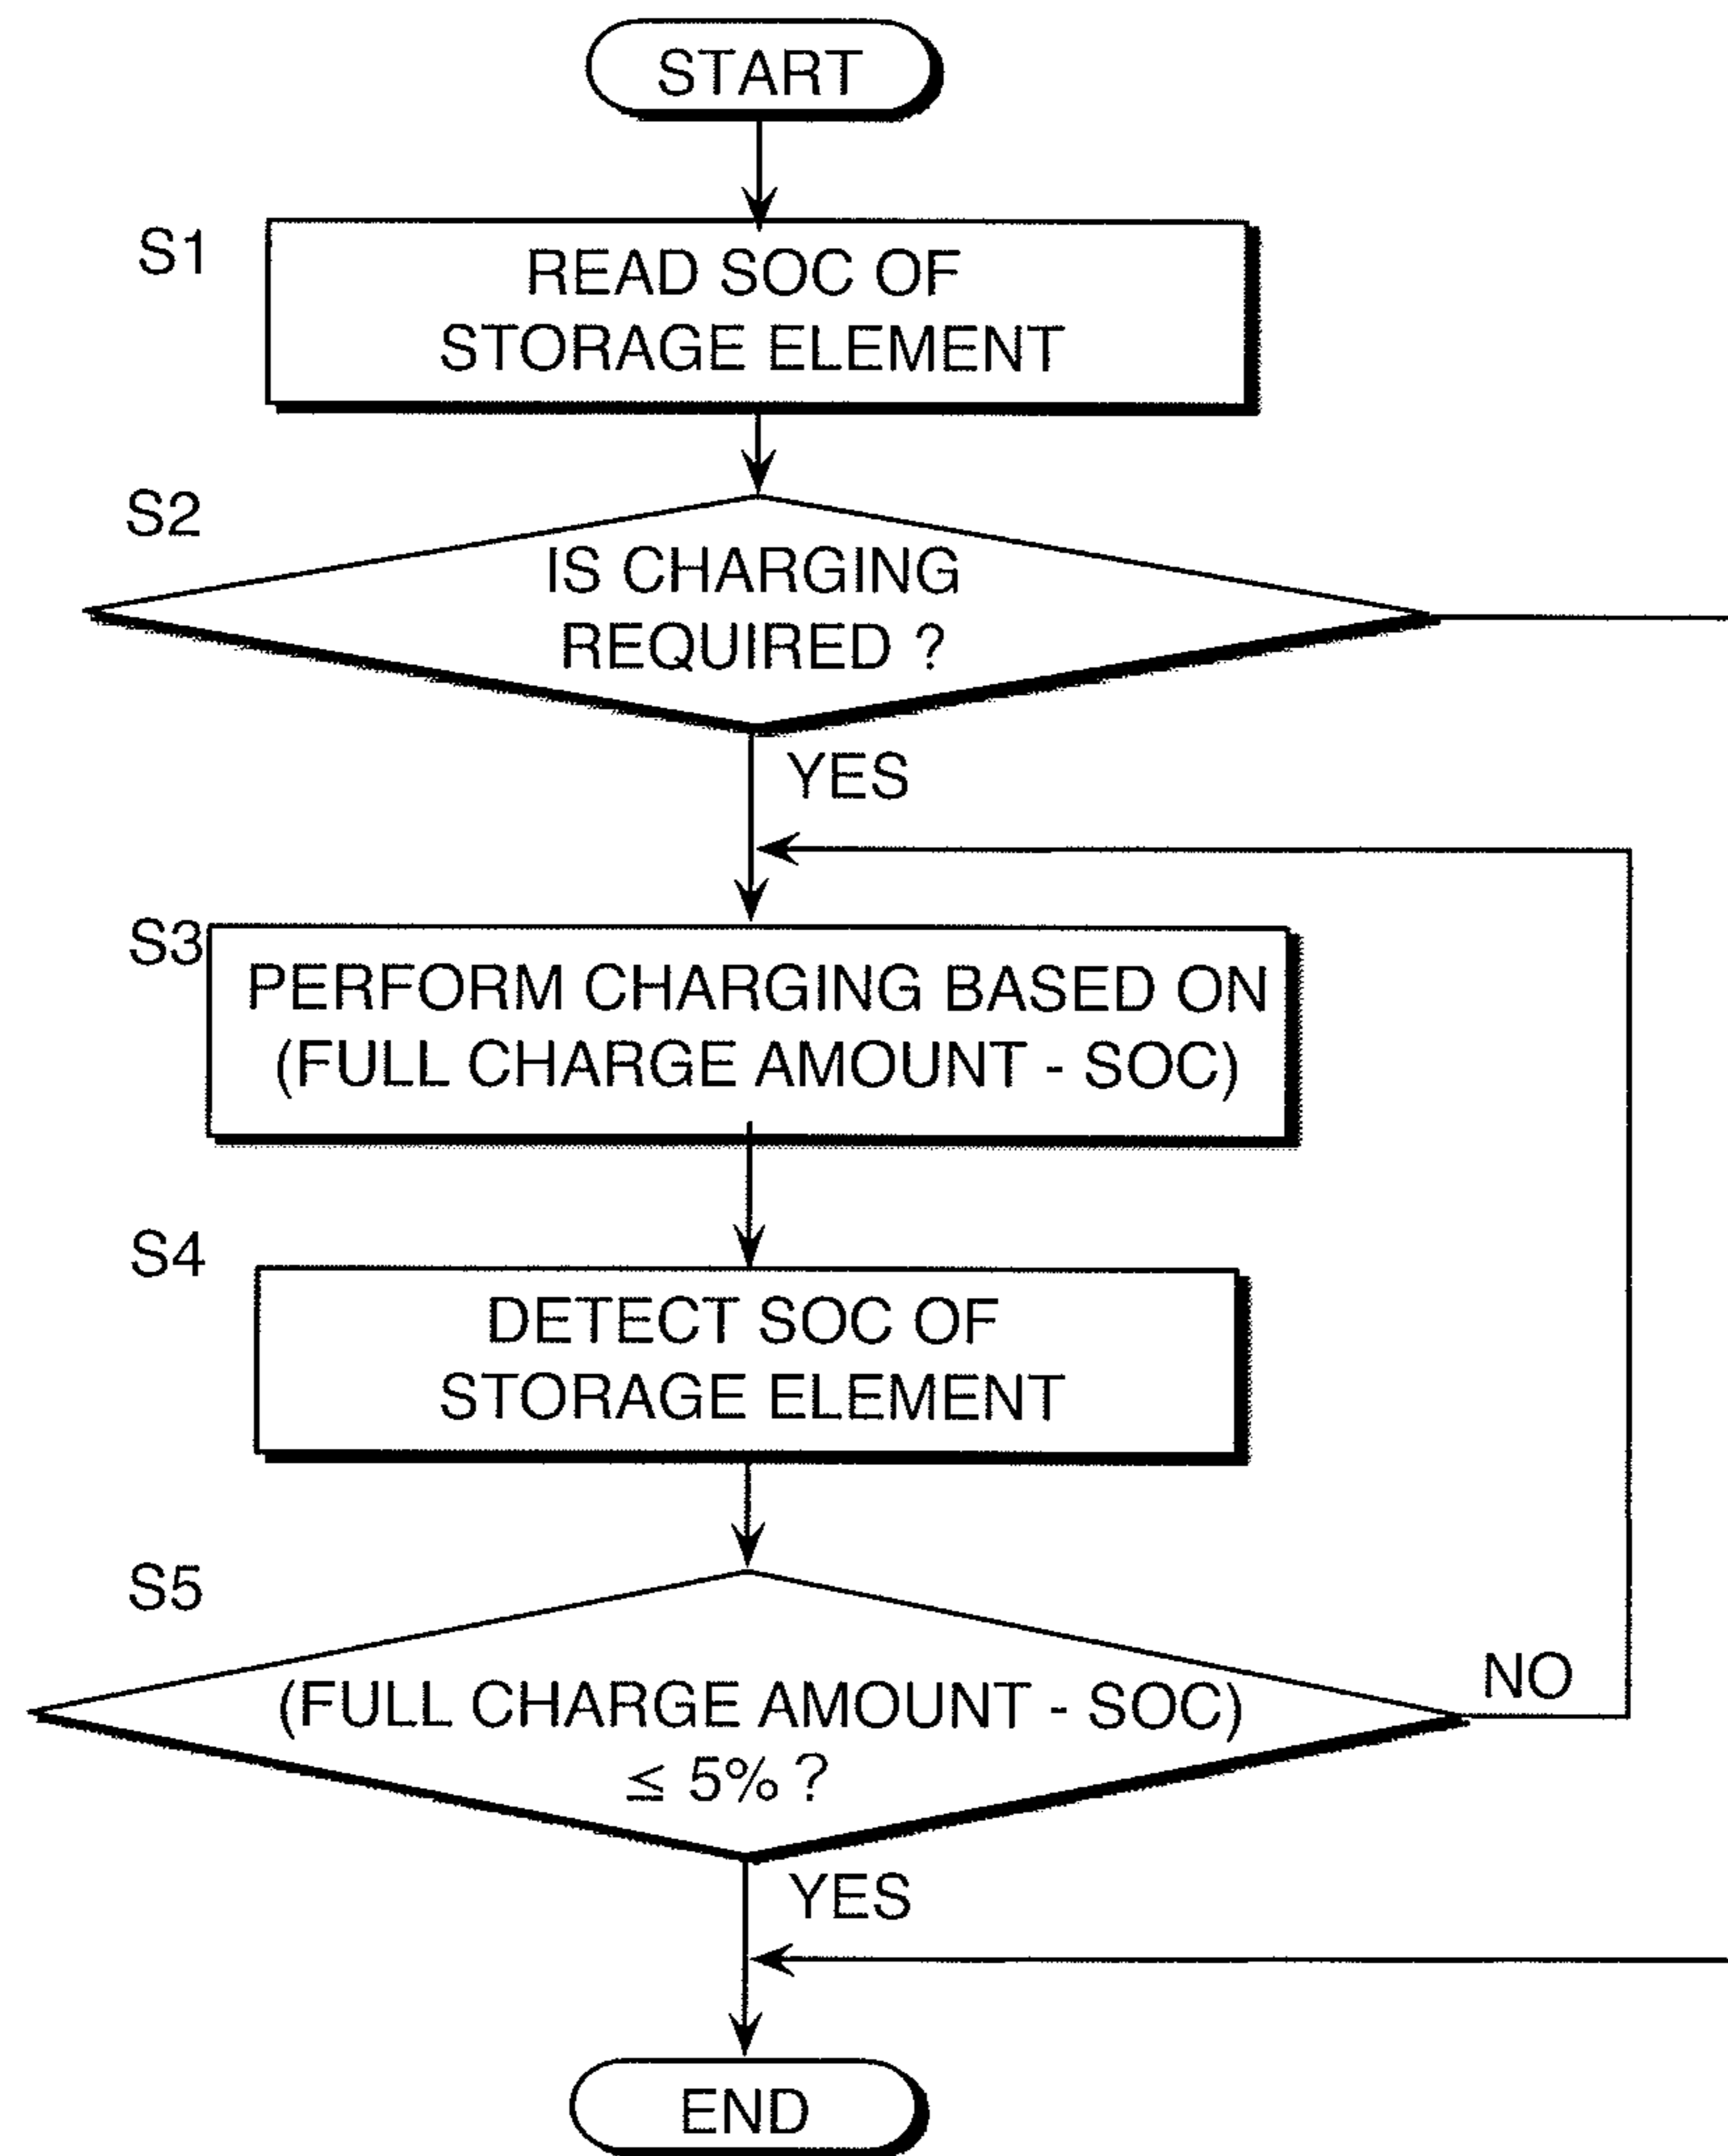 START
S1
READ SOC OF
STORAGE ELEMENT
S2
IS CHARGING
REQUIRED ?
YES
S3
PERFORM CHARGING BASED ON
(FULL CHARGE AMOUNT - SOC)
S4
DETECT SOC OF
STORAGE ELEMENT
S5
(FULL CHARGE AMOUNT - SOC)
≤ 5% ?
NO
YES
END